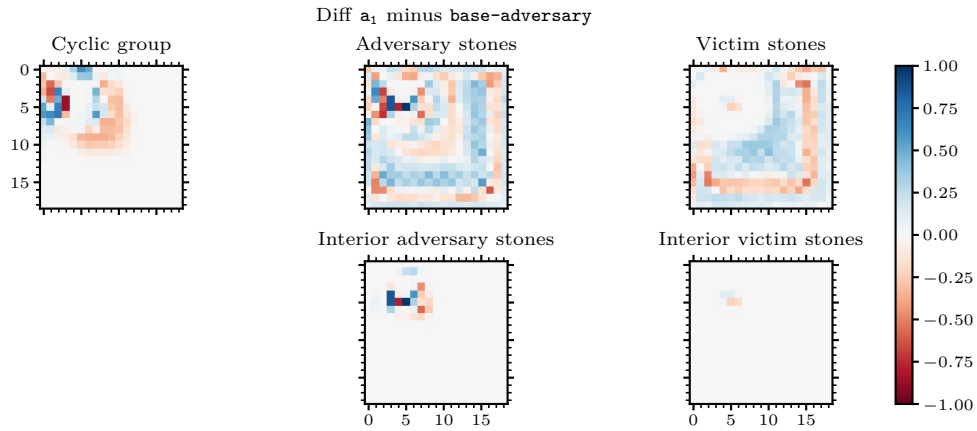 Diff a₁ minus base-adversary
Cyclic group
Adversary stones
Victim stones
0
5
10
15
Interior adversary stones
Interior victim stones
0 5 10 15
0 5 10 15
1.00
0.75
0.50
0.25
0.00
−0.25
−0.50
−0.75
−1.00